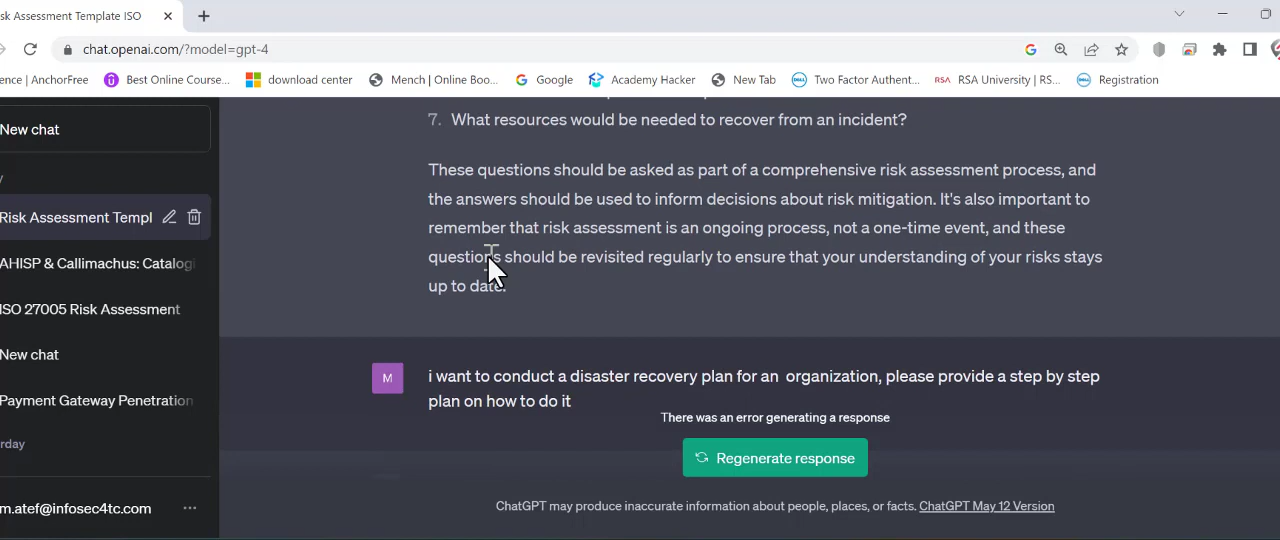 sk Assessment Template ISO
chat.openai.com/?model=gpt-4
ence | AnchorFree Best Online Course... download center Mench | Online Boo... Google Academy Hacker New Tab Two Factor Authent... RSA RSA University | RS... DELL Registration
New chat
7. What resources would be needed to recover from an incident?
These questions should be asked as part of a comprehensive risk assessment process, and
the answers should be used to inform decisions about risk mitigation. It's also important to
Risk Assessment Templ
remember that risk assessment is an ongoing process, not a one-time event, and these
AHISP & Callimachus: Catalogi
questions should be revisited regularly to ensure that your understanding of your risks stays
up to date.
ISO 27005 Risk Assessment
New chat
M
i want to conduct a disaster recovery plan for an organization, please provide a step by step
plan on how to do it
Payment Gateway Penetration
There was an error generating a response
rday
Regenerate response
m.atef@infosec4tc.com
ChatGPT may produce inaccurate information about people, places, or facts. ChatGPT May 12 Version